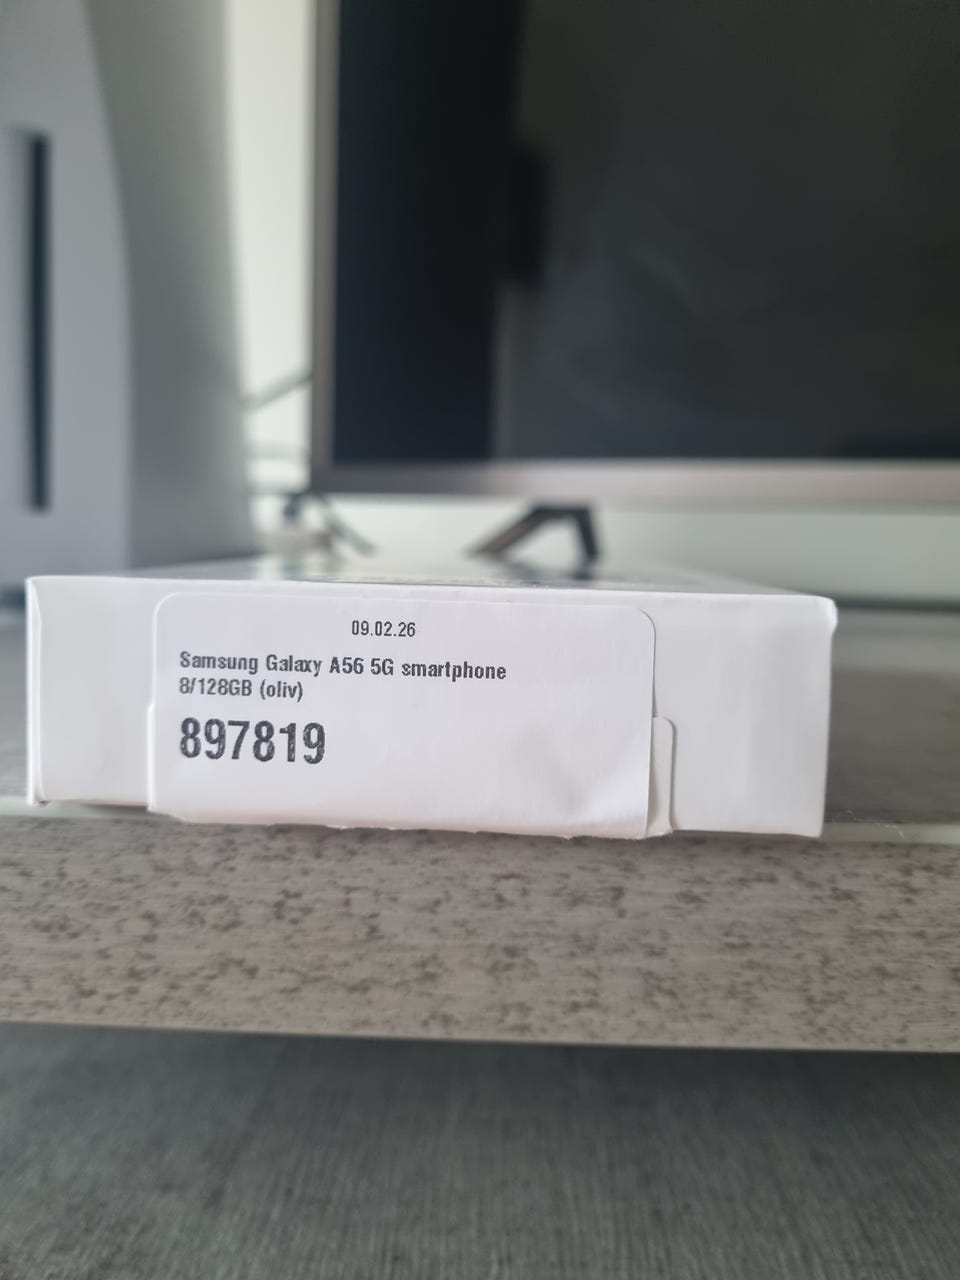 09.02.26
Samsung Galaxy A56 5G smartphone
8/128GB (oliv)
897819